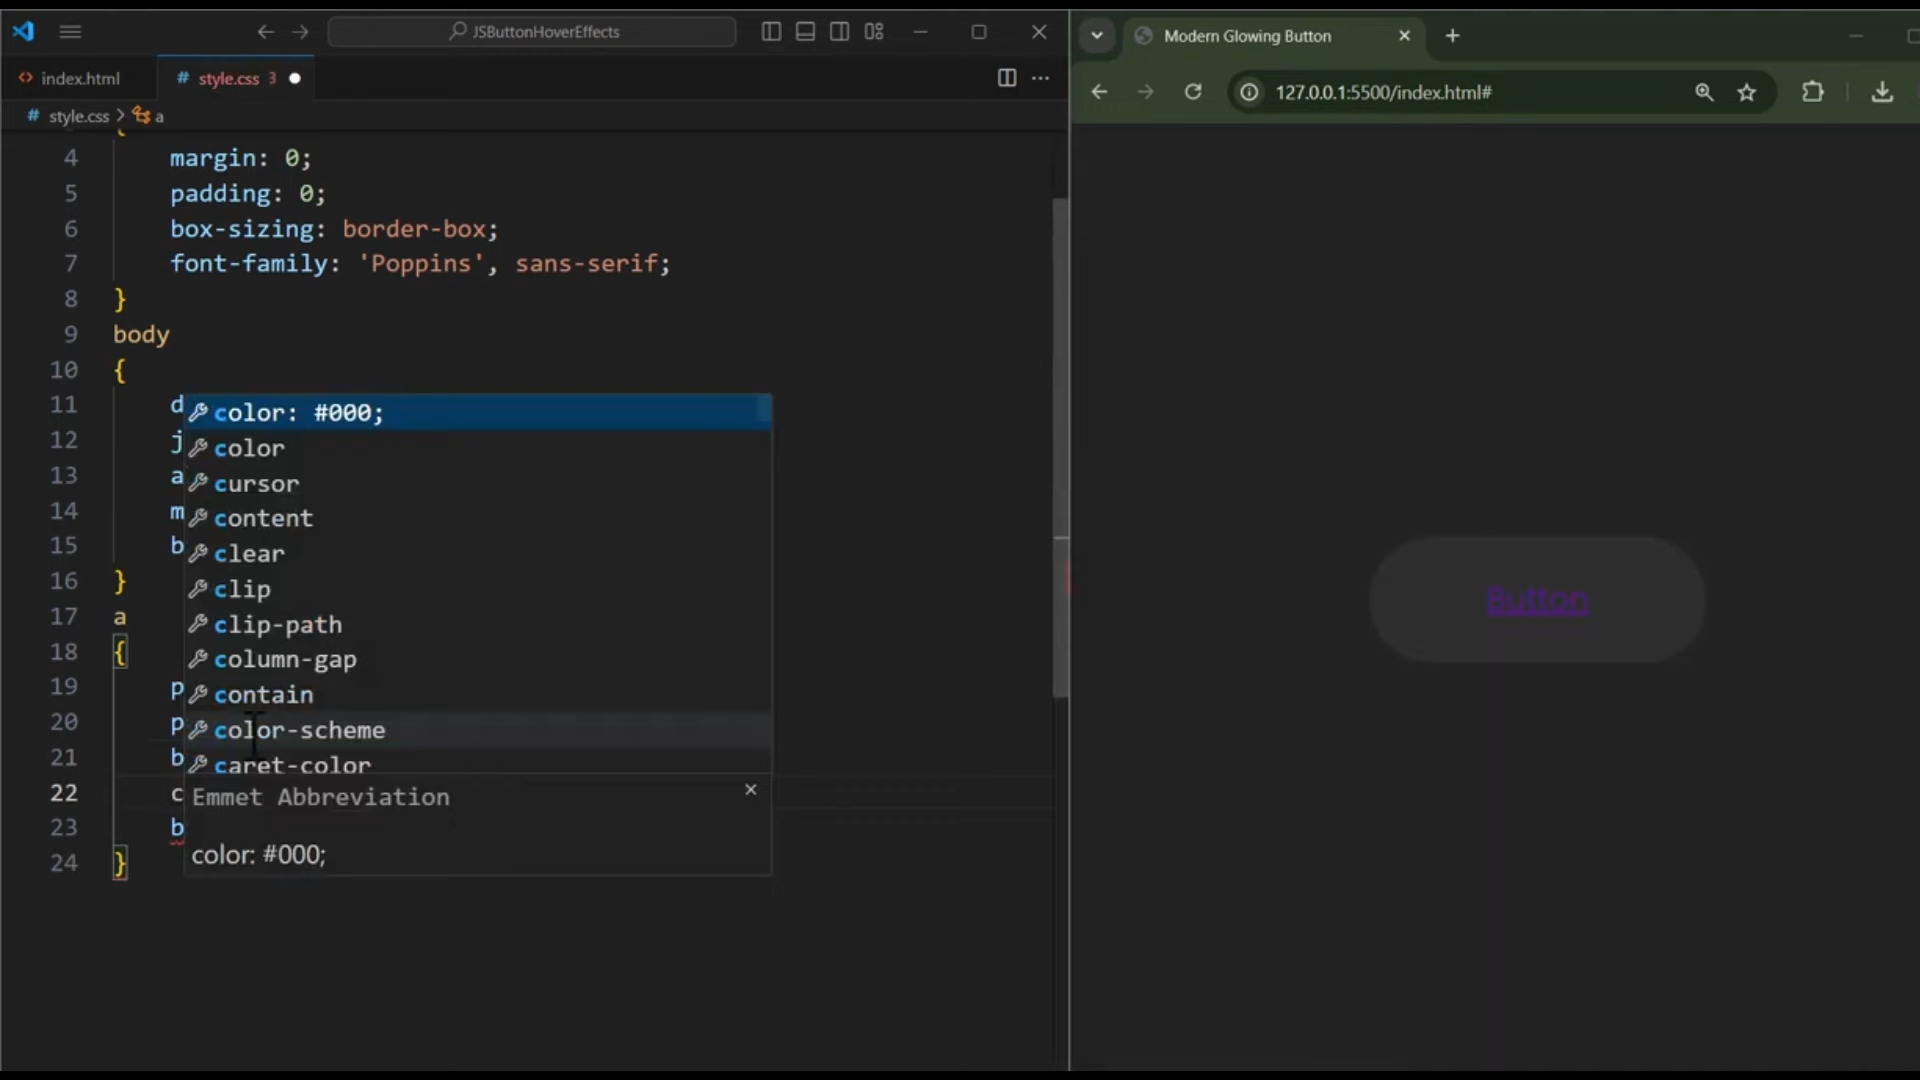 JSButtonHoverEffects
index.html
style.css 3
style.css > a
4 margin: 0;
5 padding: 0;
6 box-sizing: border-box;
7 font-family: 'Poppins', sans-serif;
8 }
9 body
10 {
11 d
12 j
13 a
14 m
15 b
16 }
17 a
18 {
19 p
20 p
21 b
22 c
23 b
24 }
color: #000;
color
cursor
content
clear
clip
clip-path
column-gap
contain
color-scheme
caret-color
Emmet Abbreviation
color: #000;
Modern Glowing Button
127.0.0.1:5500/index.html#
Button